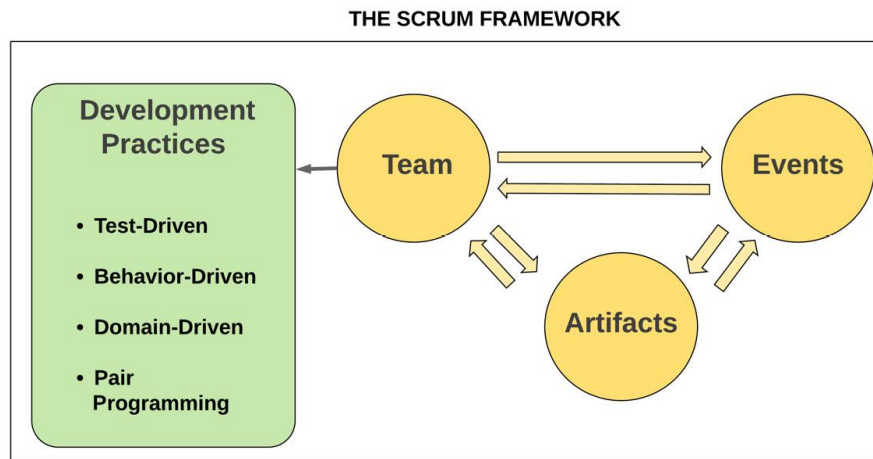 THE SCRUM FRAMEWORK
Development
Practices
• Test-Driven
• Behavior-Driven
• Domain-Driven
• Pair
Programming
Team
Events
Artifacts